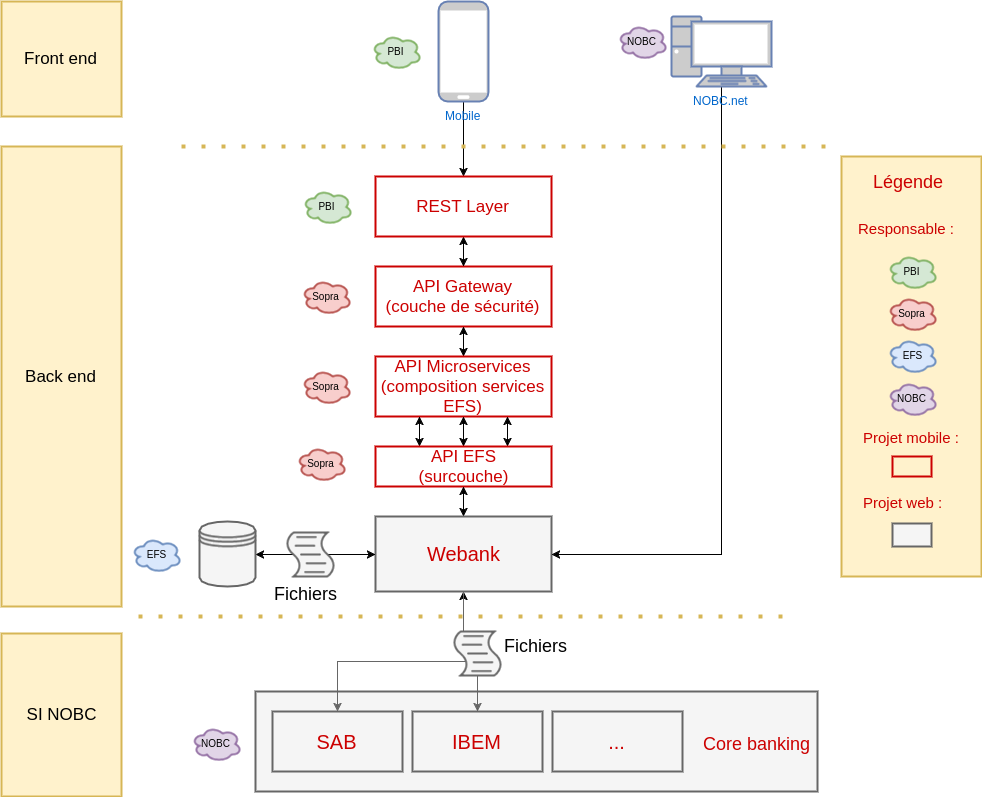 Front end
PBI
Mobile
NOBC
NOBC.net
Back end
PBI
REST Layer
Sopra
API Gateway
(couche de sécurité)
Sopra
API Microservices
(composition services
EFS)
Sopra
API EFS
(surcouche)
EFS
Fichiers
Webank
Fichiers
SI NOBC
NOBC
SAB
IBEM
...
Core banking
Légende
Responsable :
PBI
Sopra
EFS
NOBC
Projet mobile :
Projet web :